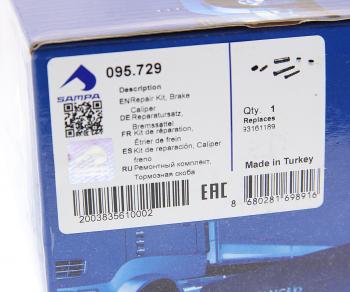 SAMPA
095.729
Description
EN Repair Kit, Brake
Caliper
DE Reparatursatz,
Bremssattel
FR Kit de réparation,
Étrier de frein
ES Kit de reparación, Caliper
freno
RU Ремонтный комплект,
Тормозная скоба
Qty. 1
Replaces
93161189
Made in Turkey
2003835610002
EAC
8 680281 698916